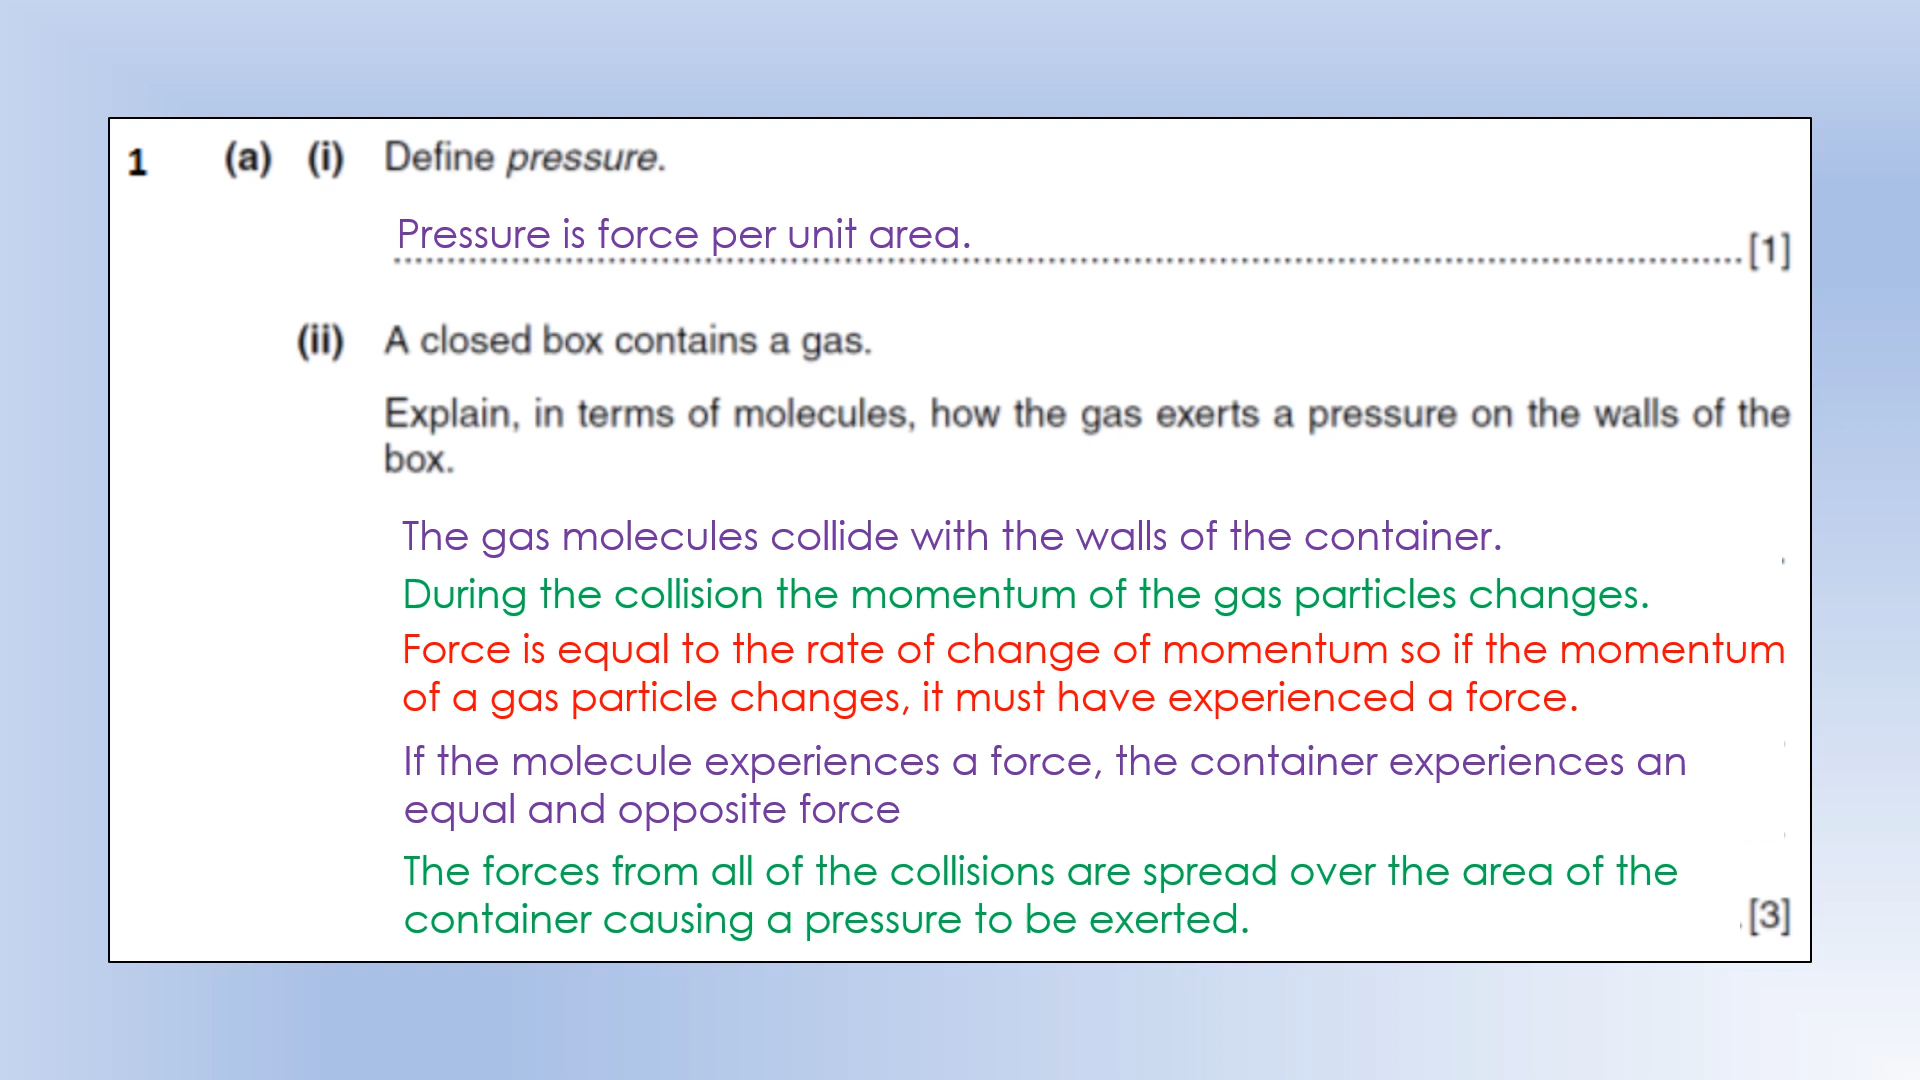 1 (a) (i) Define pressure.
Pressure is force per unit area.
[1]
(ii) A closed box contains a gas.
Explain, in terms of molecules, how the gas exerts a pressure on the walls of the
box.
The gas molecules collide with the walls of the container.
During the collision the momentum of the gas particles changes.
Force is equal to the rate of change of momentum so if the momentum
of a gas particle changes, it must have experienced a force.
If the molecule experiences a force, the container experiences an
equal and opposite force
The forces from all of the collisions are spread over the area of the
container causing a pressure to be exerted.
[3]